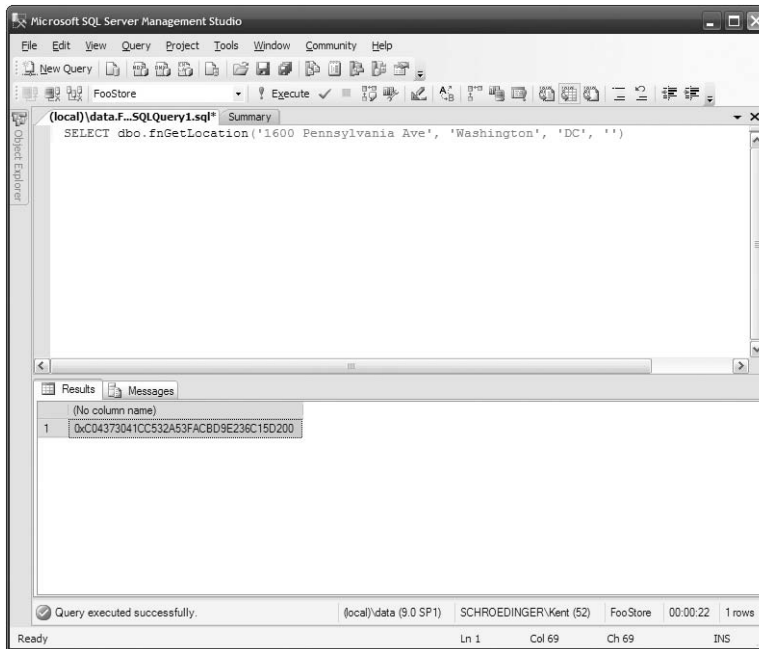 Microsoft SQL Server Management Studio
File Edit View Query Project Tools Window Community Help
New Query
FooStore Execute
(local)\data.F...SQLQuery1.sql* Summary
Object Explorer
SELECT dbo.fnGetLocation('1600 Pennsylvania Ave', 'Washington', 'DC', '')
Results Messages
(No column name)
1 0xC04373041CC532A53FACBD9E236C15D200
Query executed successfully. (local)\data (9.0 SP1) SCHROEDINGER\Kent (52) FooStore 00:00:22 1 rows
Ready Ln 1 Col 69 Ch 69 INS